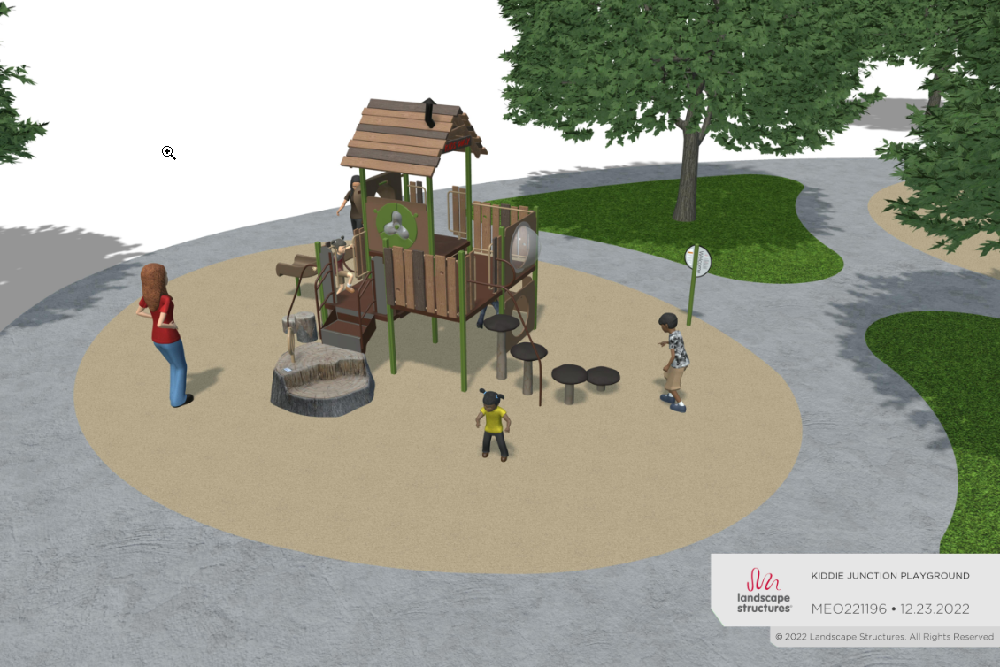 KIDDIE JUNCTION PLAYGROUND
landscape
structures®
MEO221196 • 12.23.2022
© 2022 Landscape Structures. All Rights Reserved